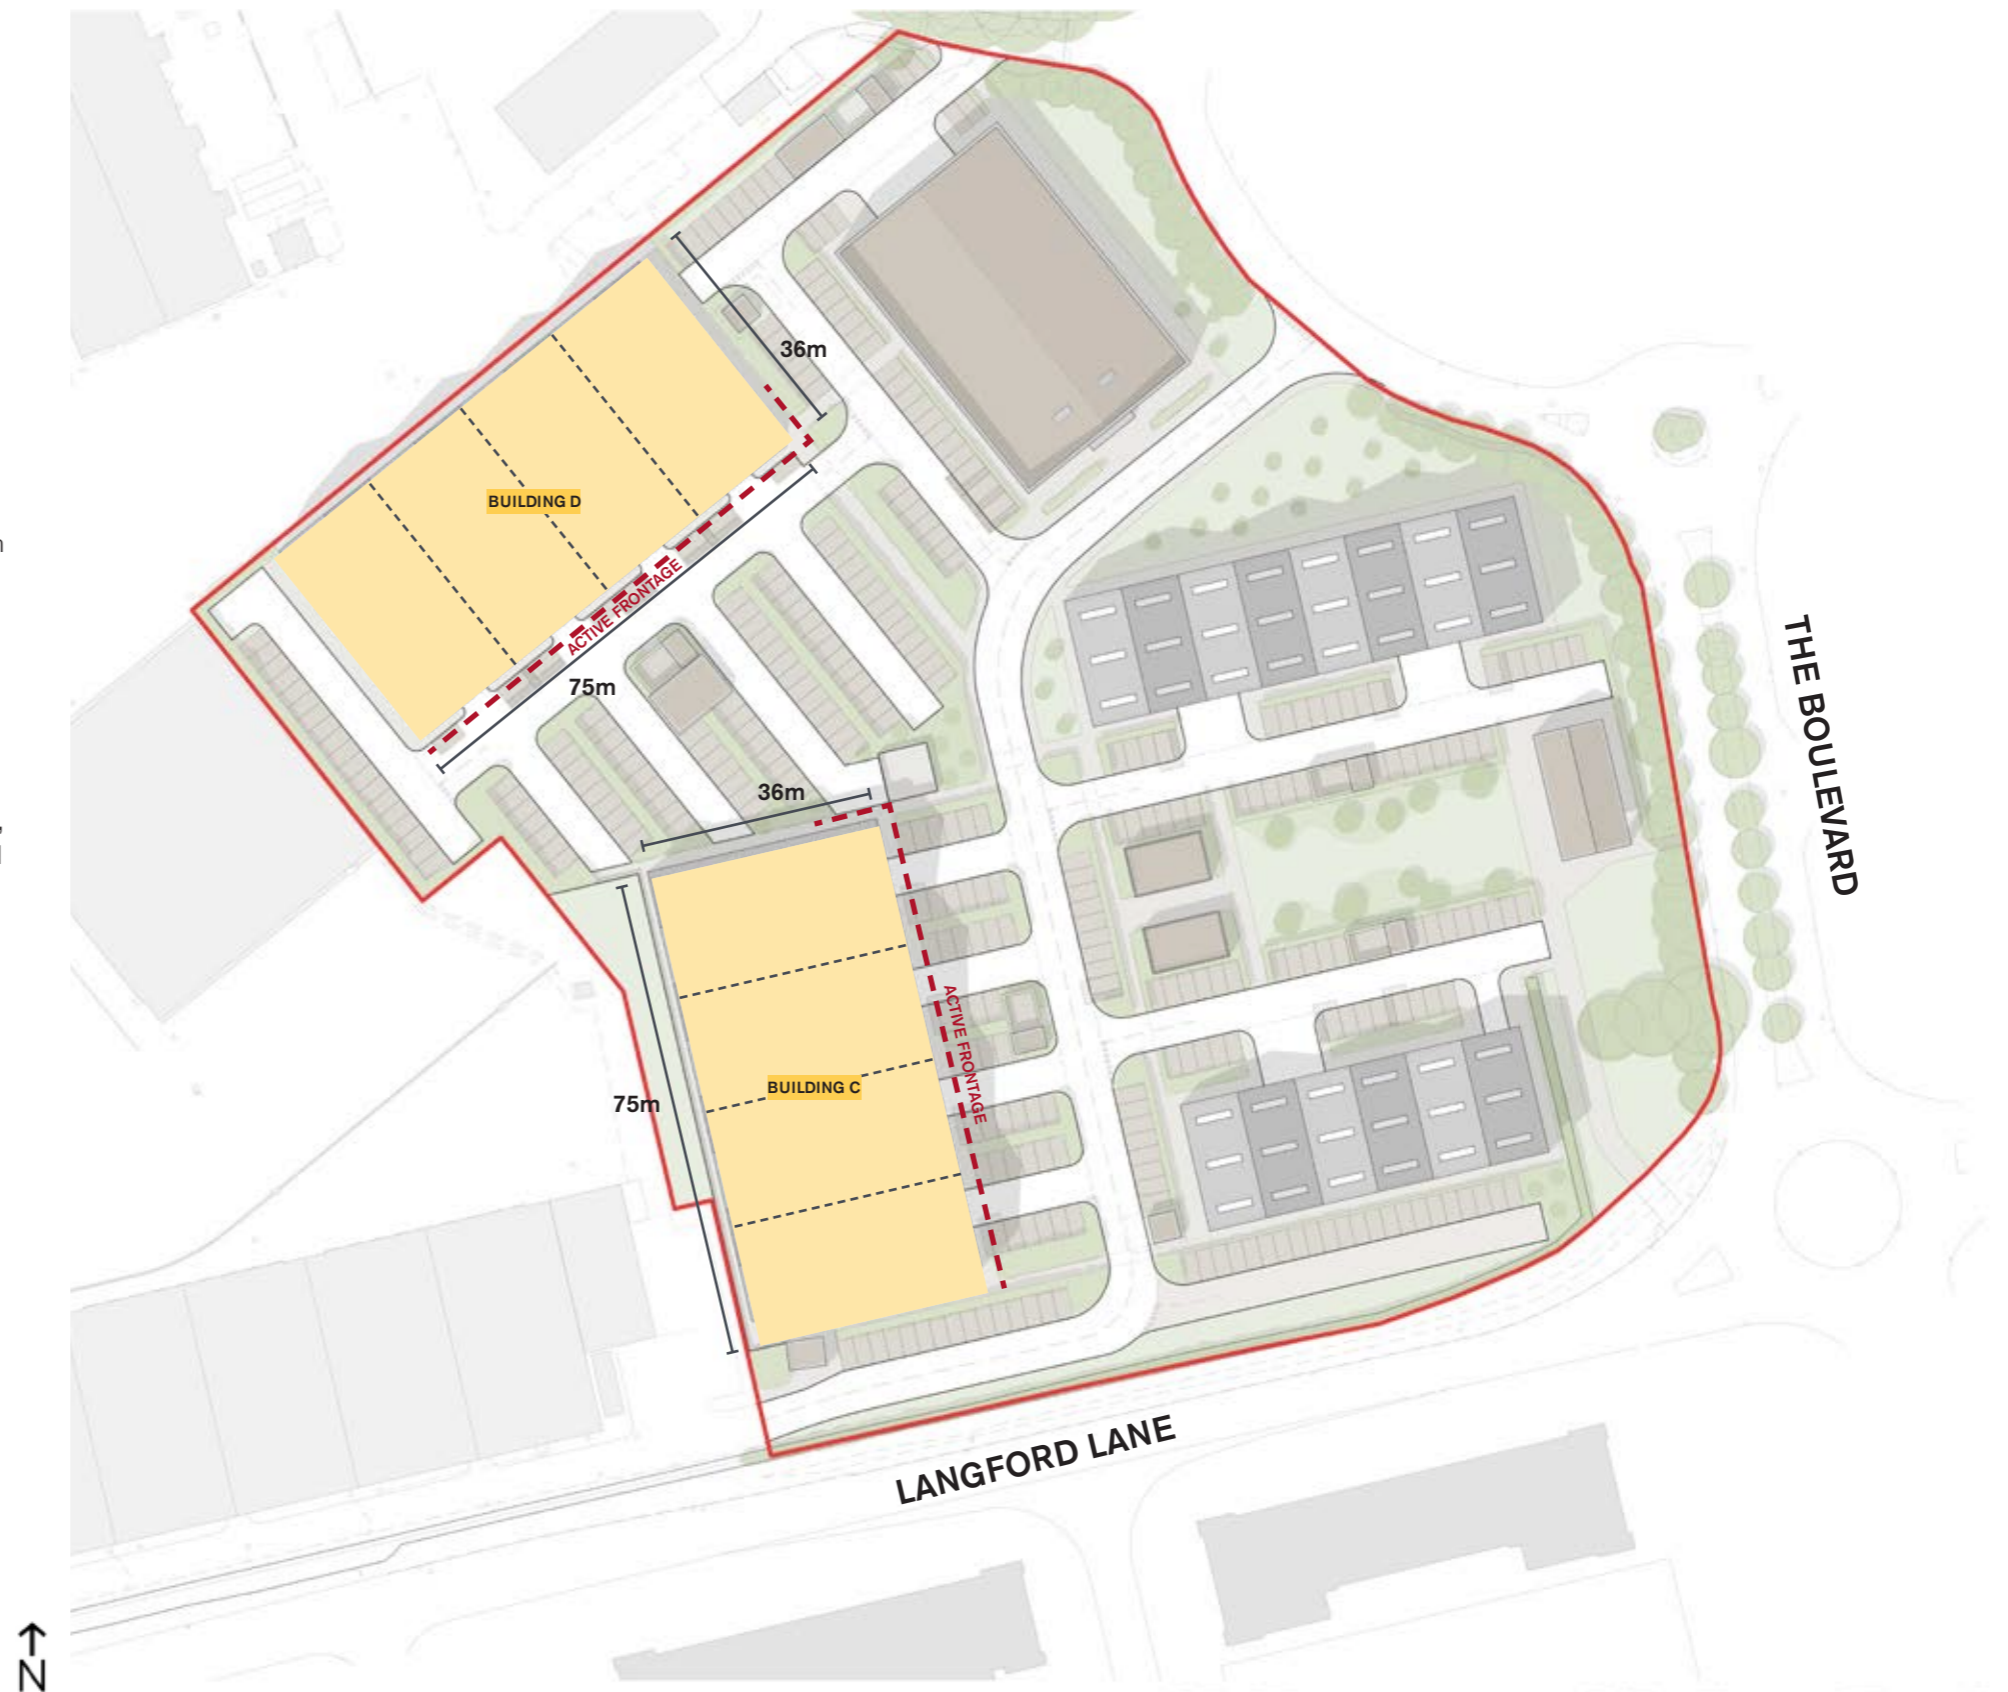 36m
BUILDING D
ACTIVE FRONTAGE
75m
THE BOULEVARD
36m
ACTIVE FRONTAGE
BUILDING C
75m
LANGFORD LANE
N